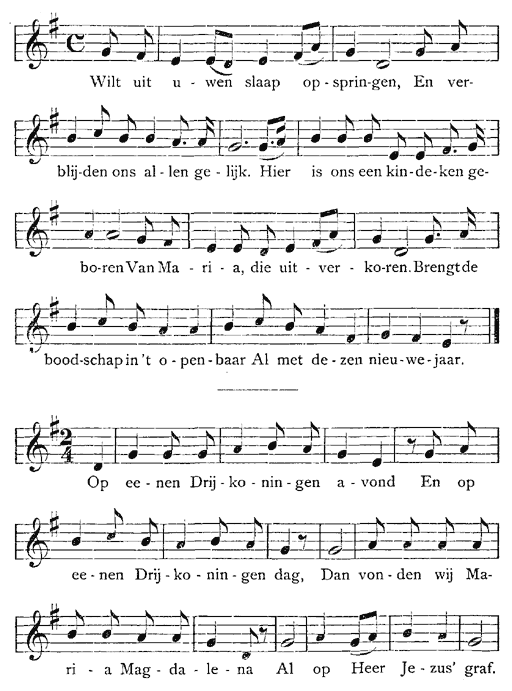 Wilt uit u - wen slaap op - sprin-gen, En ver-
blij-den ons al - len ge - lijk. Hier is ons een kin - de - ken ge-
bo-ren Van Ma - ri - a, die uit - ver - ko-ren. Brengt de
bood-schap in 't o - pen - baar Al met de - zen nieu - we - jaar.
Op ee - nen Drij - ko - nin - gen a - vond En op
ee - nen Drij - ko - nin - gen dag, Dan von - den wij Ma-
ri - a Mag - da - le - na Al op Heer Je - zus' graf.